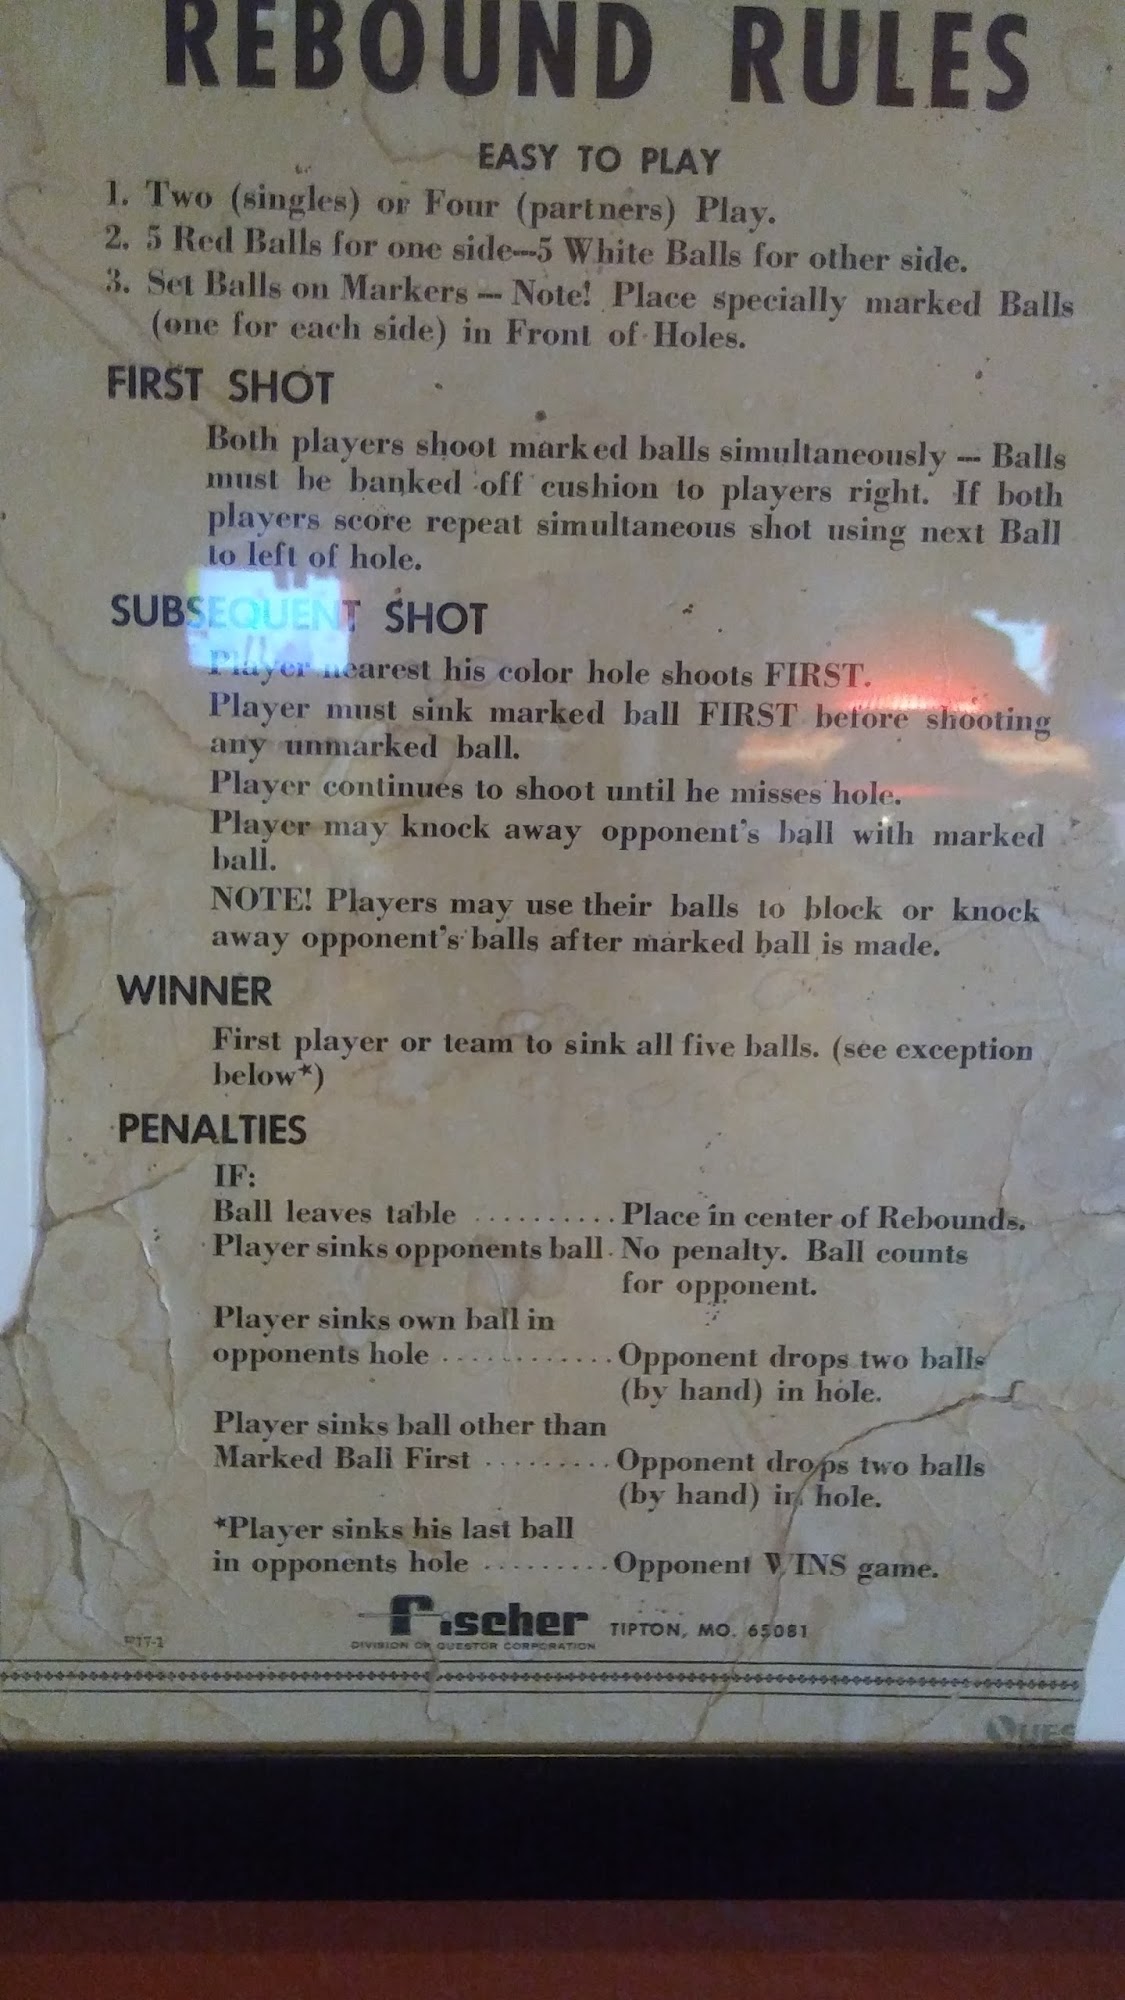 REBOUND RULES
EASY TO PLAY
1. Two (singles) or Four (partners) Play.
2. 5 Red Balls for one side---5 White Balls for other side.
3. Set Balls on Markers -- Note! Place specially marked Balls
(one for each side) in Front of Holes.
FIRST SHOT
Both players shoot marked balls simultaneously -- Balls
must be banked off cushion to players right. If both
players score repeat simultaneous shot using next Ball
to left of hole.
SUBSEQUENT SHOT
Player nearest his color hole shoots FIRST.
Player must sink marked ball FIRST before shooting
any unmarked ball.
Player continues to shoot until he misses hole.
Player may knock away opponent's ball with marked
ball.
NOTE! Players may use their balls to block or knock
away opponent's balls after marked ball is made.
WINNER
First player or team to sink all five balls. (see exception
below*)
PENALTIES
IF:
Ball leaves table .......... Place in center of Rebounds.
Player sinks opponents ball . No penalty. Ball counts
for opponent.
Player sinks own ball in
opponents hole ............ Opponent drops two balls
(by hand) in hole.
Player sinks ball other than
Marked Ball First ......... Opponent drops two balls
(by hand) in hole.
*Player sinks his last ball
in opponents hole ......... Opponent WINS game.
fischer TIPTON, MO. 65081
DIVISION OF QUESTOR CORPORATION